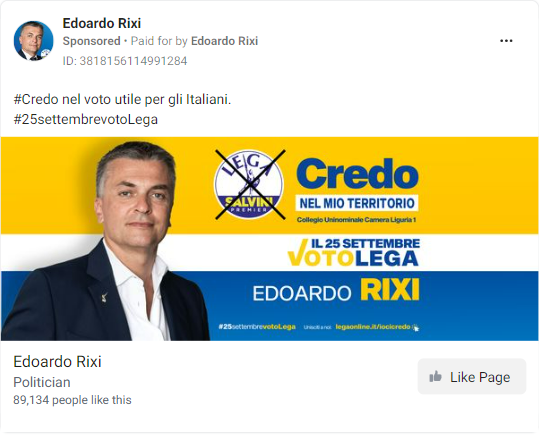 Edoardo Rixi
Sponsored • Paid for by Edoardo Rixi
ID: 3818156114991284
#Credo nel voto utile per gli Italiani.
#25settembrevotoLega
LEGA
SALVINI
PREMIER
Credo
NEL MIO TERRITORIO
Collegio Uninominale Camera Liguria 1
IL 25 SETTEMBRE
VOTOLEGA
EDOARDO RIXI
#25settembrevotoLega Unisciti a noi: legaonline.it/iocicredo
Edoardo Rixi
Politician
89,134 people like this
Like Page